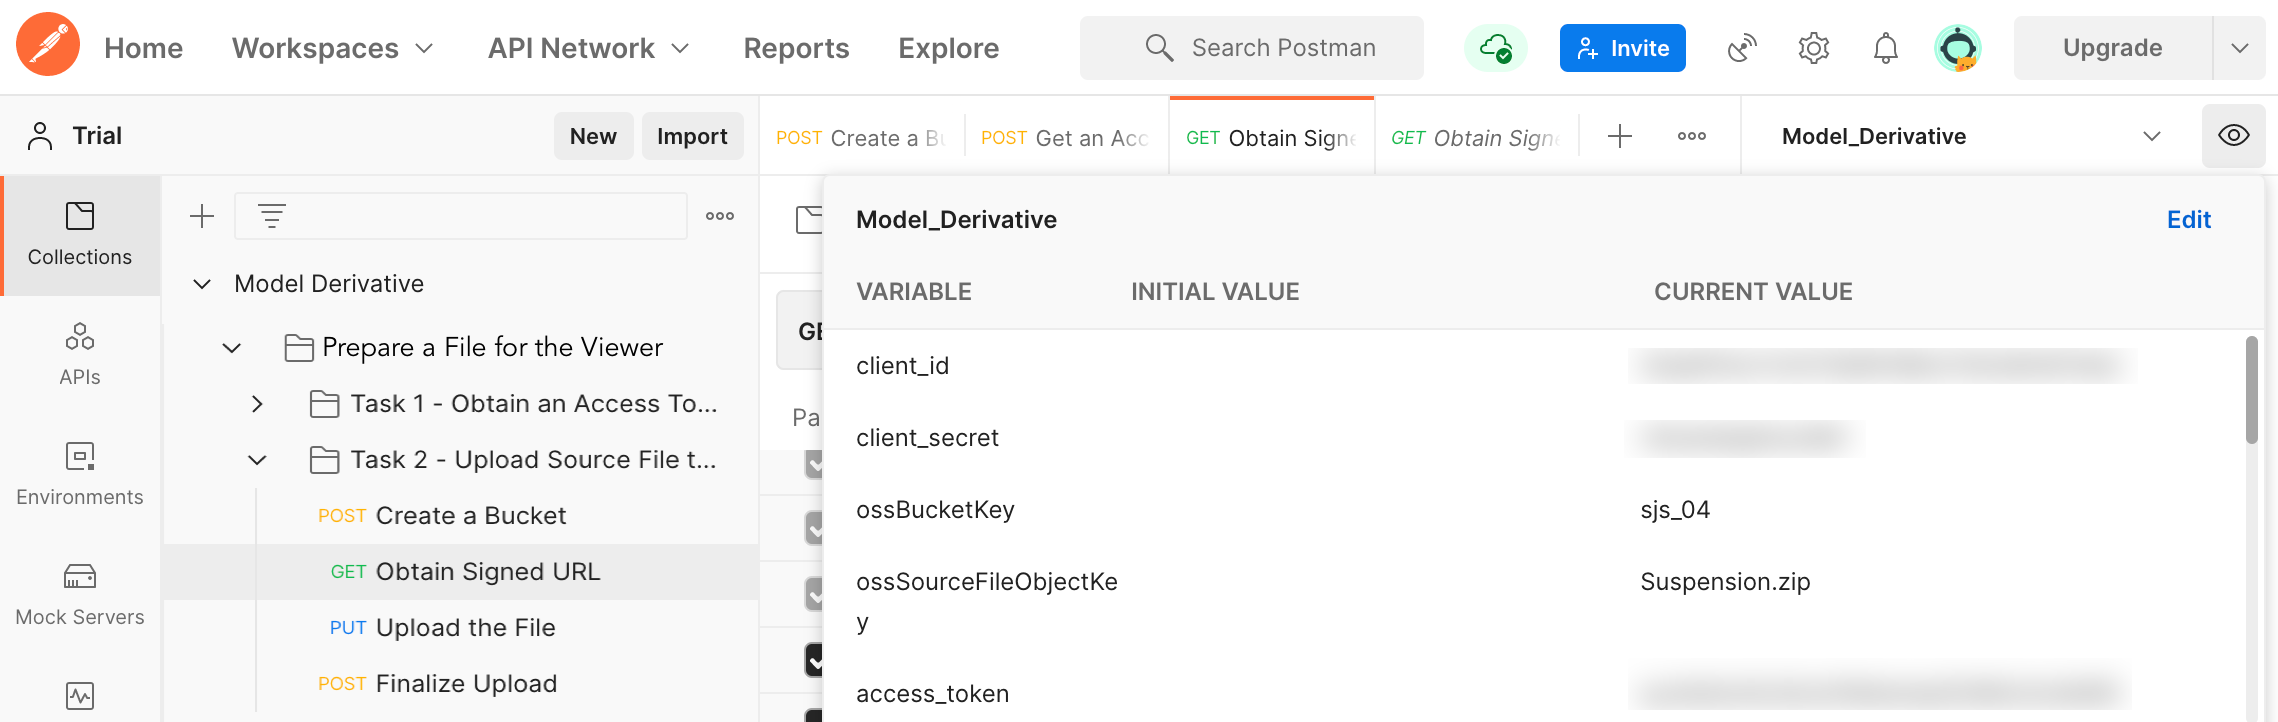 Home Workspaces API Network Reports Explore Search Postman Invite Upgrade
Trial New Import
POST Create a Bu POST Get an Acc GET Obtain Signe GET Obtain Signe Model_Derivative
Collections
APIs
Environments
Mock Servers
Model Derivative
Prepare a File for the Viewer
Task 1 - Obtain an Access To...
Task 2 - Upload Source File t...
POST Create a Bucket
GET Obtain Signed URL
PUT Upload the File
POST Finalize Upload
GE
Pa
Model_Derivative Edit
VARIABLE INITIAL VALUE CURRENT VALUE
client_id
client_secret
ossBucketKey sjs_04
ossSourceFileObjectKe Suspension.zip
y
access_token